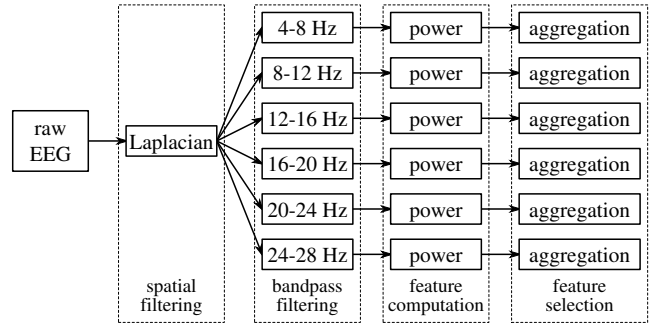 4-8 Hz power aggregation
8-12 Hz power aggregation
12-16 Hz power aggregation
raw
EEG
Laplacian
16-20 Hz power aggregation
20-24 Hz power aggregation
24-28 Hz power aggregation
spatial
filtering
bandpass
filtering
feature
computation
feature
selection